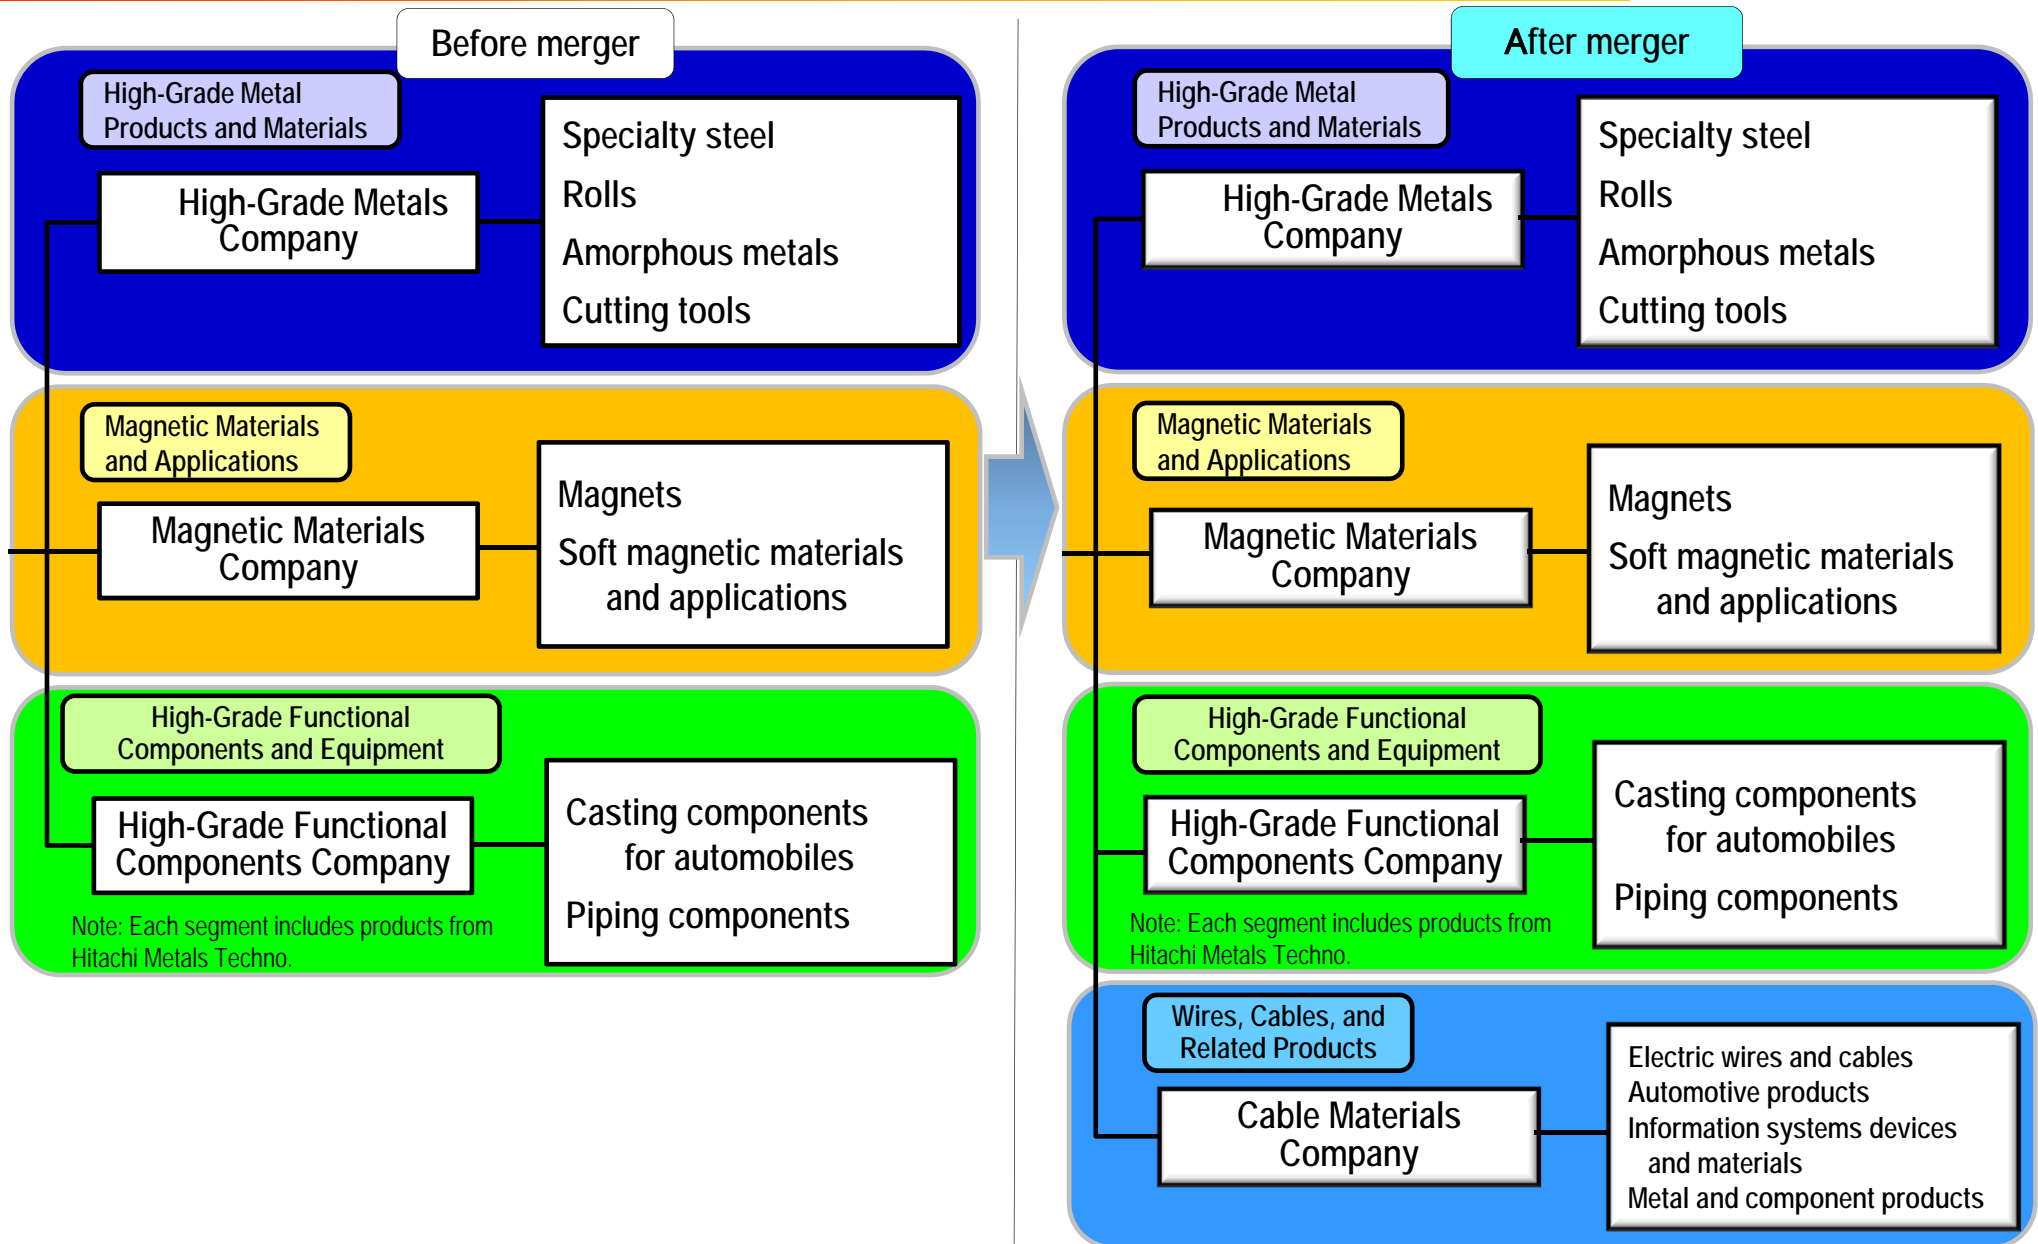 Before merger
High-Grade Metal
Products and Materials
High-Grade Metals
Company
Specialty steel
Rolls
Amorphous metals
Cutting tools
Magnetic Materials
and Applications
Magnetic Materials
Company
Magnets
Soft magnetic materials
and applications
High-Grade Functional
Components and Equipment
High-Grade Functional
Components Company
Casting components
for automobiles
Piping components
Note: Each segment includes products from
Hitachi Metals Techno.
After merger
High-Grade Metal
Products and Materials
High-Grade Metals
Company
Specialty steel
Rolls
Amorphous metals
Cutting tools
Magnetic Materials
and Applications
Magnetic Materials
Company
Magnets
Soft magnetic materials
and applications
High-Grade Functional
Components and Equipment
High-Grade Functional
Components Company
Casting components
for automobiles
Piping components
Note: Each segment includes products from
Hitachi Metals Techno.
Wires, Cables, and
Related Products
Cable Materials
Company
Electric wires and cables
Automotive products
Information systems devices
and materials
Metal and component products